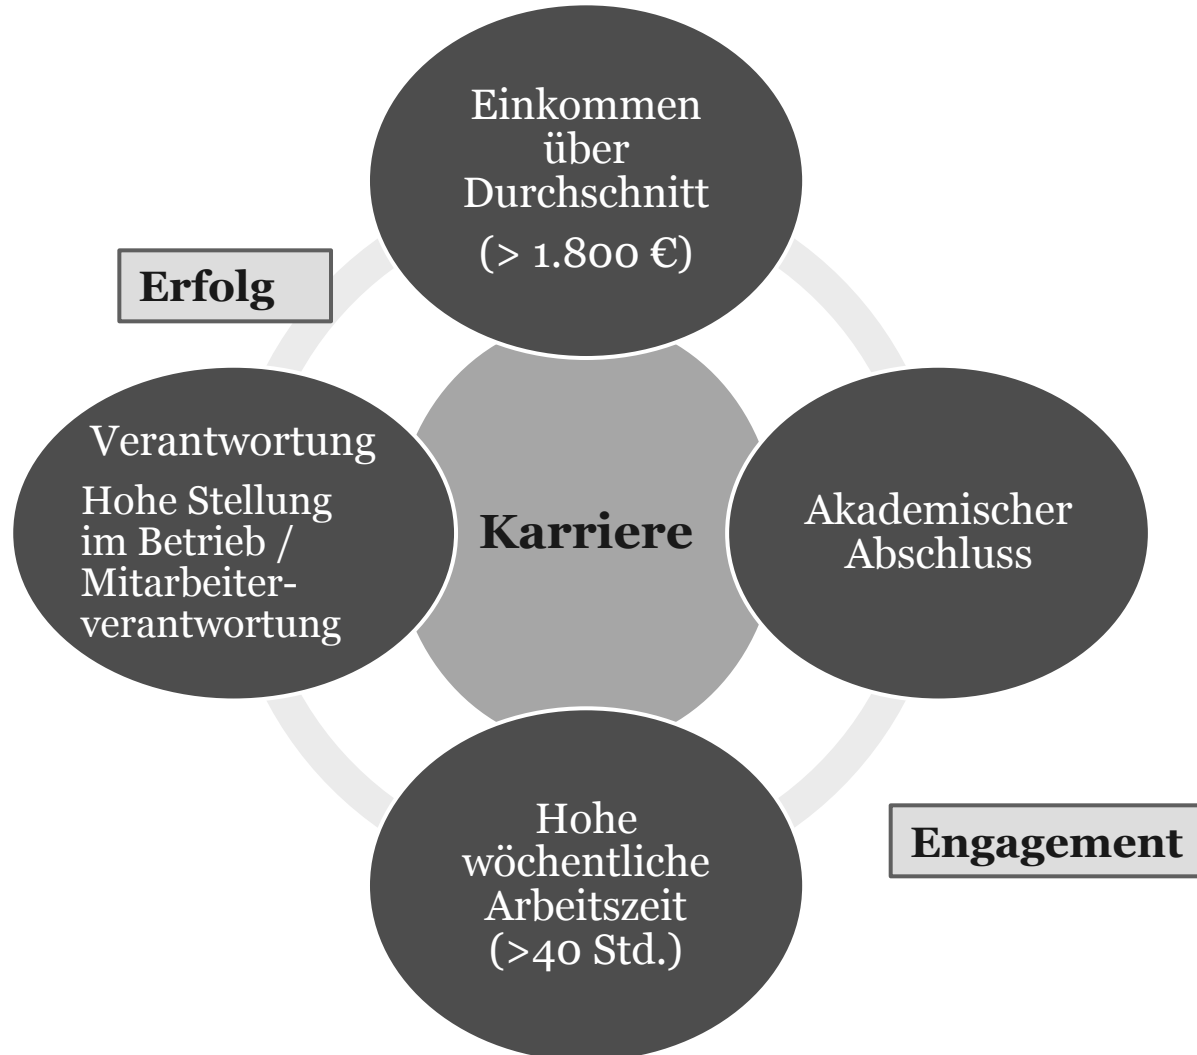 Einkommen
über
Durchschnitt
(> 1.800 €)
Erfolg
Verantwortung
Hohe Stellung
im Betrieb /
Mitarbeiter-
verantwortung
Karriere
Akademischer
Abschluss
Hohe
wöchentliche
Arbeitszeit
(>40 Std.)
Engagement